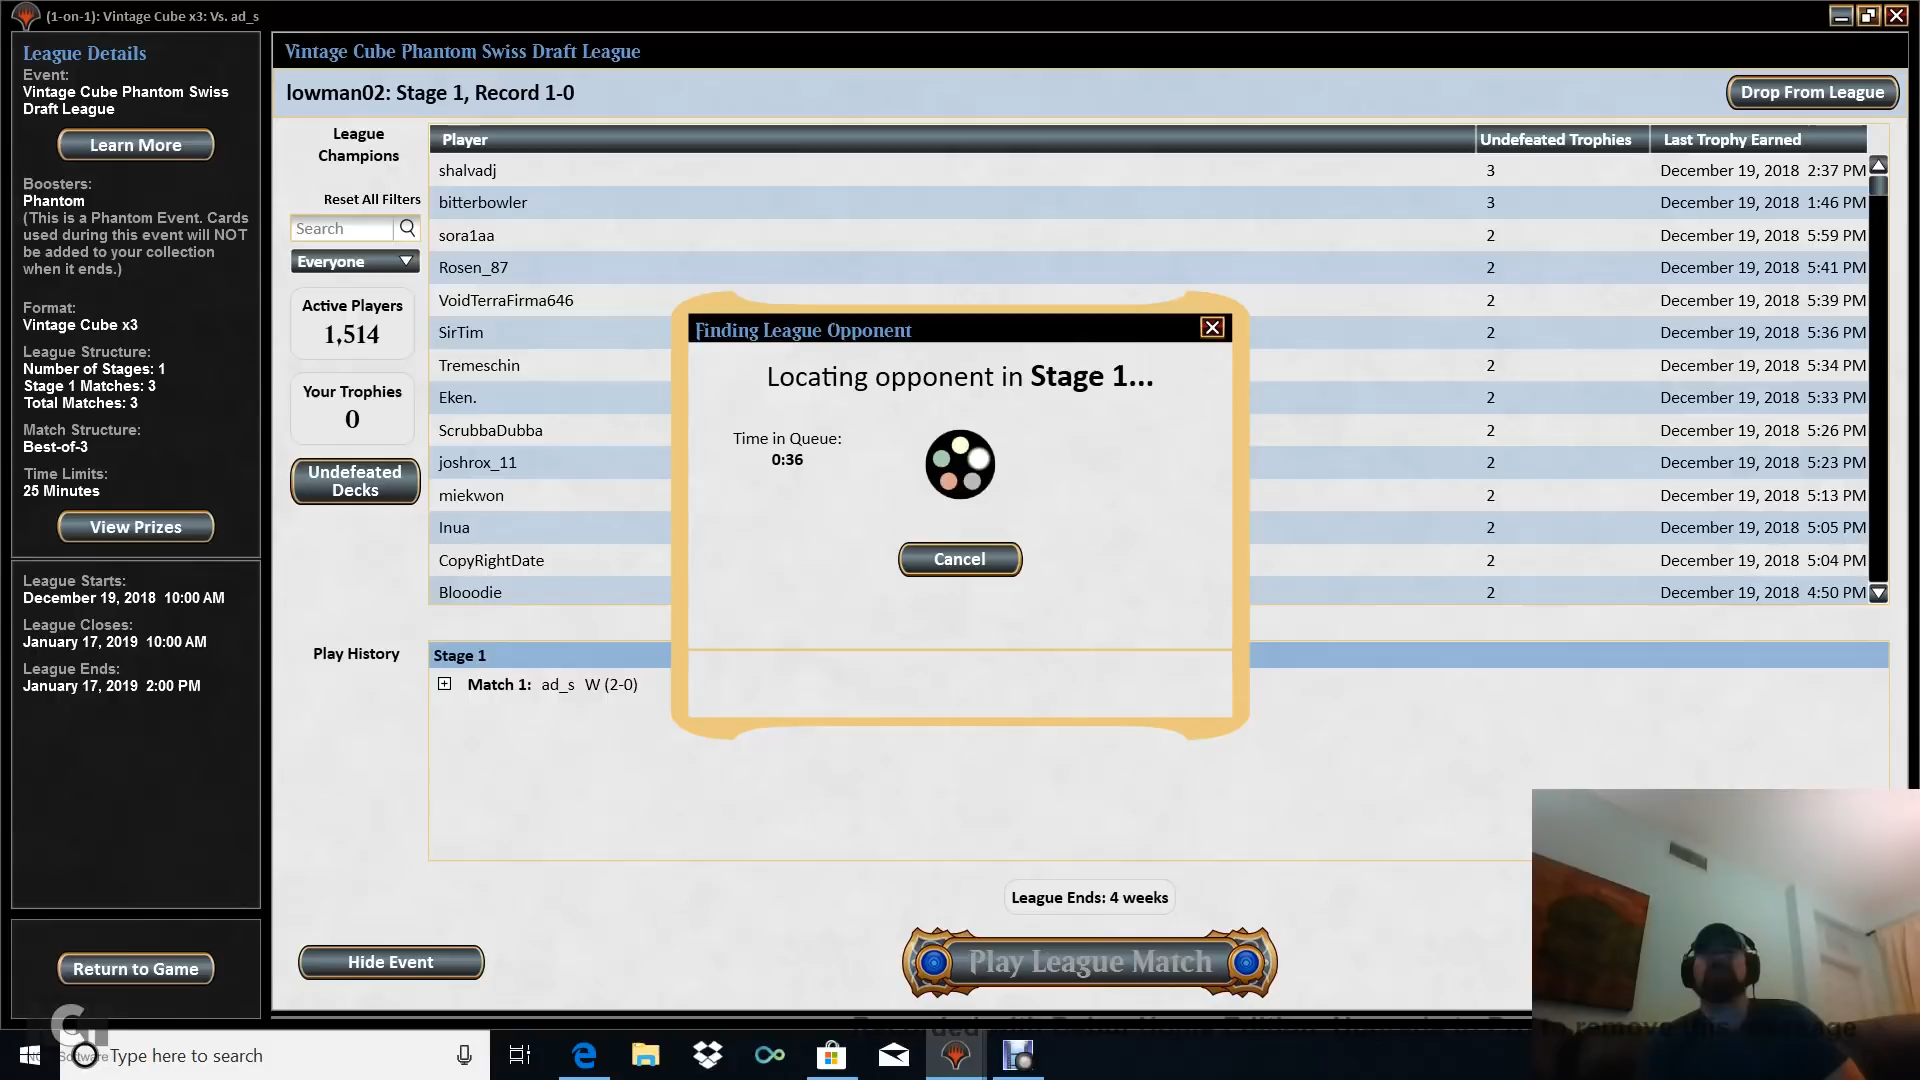 (1-on-1): Vintage Cube x3: Vs. ad_s
League Details
Event:
Vintage Cube Phantom Swiss
Draft League
Learn More
Boosters:
Phantom
(This is a Phantom Event. Cards
used during this event will NOT
be added to your collection
when it ends.)
Format:
Vintage Cube x3
League Structure:
Number of Stages: 1
Stage 1 Matches: 3
Total Matches: 3
Match Structure:
Best-of-3
Time Limits:
25 Minutes
View Prizes
League Starts:
December 19, 2018 10:00 AM
League Closes:
January 17, 2019 10:00 AM
League Ends:
January 17, 2019 2:00 PM
Return to Game
Vintage Cube Phantom Swiss Draft League
lowman02: Stage 1, Record 1-0
Drop From League
League
Champions
Reset All Filters
Search
Everyone
Active Players
1,514
Your Trophies
0
Undefeated
Decks
Player Undefeated Trophies Last Trophy Earned
shalvadj 3 December 19, 2018 2:37 PM
bitterbowler 3 December 19, 2018 1:46 PM
sora1aa 2 December 19, 2018 5:59 PM
Rosen_87 2 December 19, 2018 5:41 PM
VoidTerraFirma646 2 December 19, 2018 5:39 PM
SirTim 2 December 19, 2018 5:36 PM
Tremeschin 2 December 19, 2018 5:34 PM
Eken. 2 December 19, 2018 5:33 PM
ScrubbaDubba 2 December 19, 2018 5:26 PM
joshrox_11 2 December 19, 2018 5:23 PM
miekwon 2 December 19, 2018 5:13 PM
Inua 2 December 19, 2018 5:05 PM
CopyRightDate 2 December 19, 2018 5:04 PM
Blooodie 2 December 19, 2018 4:50 PM
Finding League Opponent
Locating opponent in Stage 1...
Time in Queue:
0:36
Cancel
Play History
Stage 1
Match 1: ad_s W (2-0)
League Ends: 4 weeks
Hide Event
Play League Match
to remove this
Type here to search